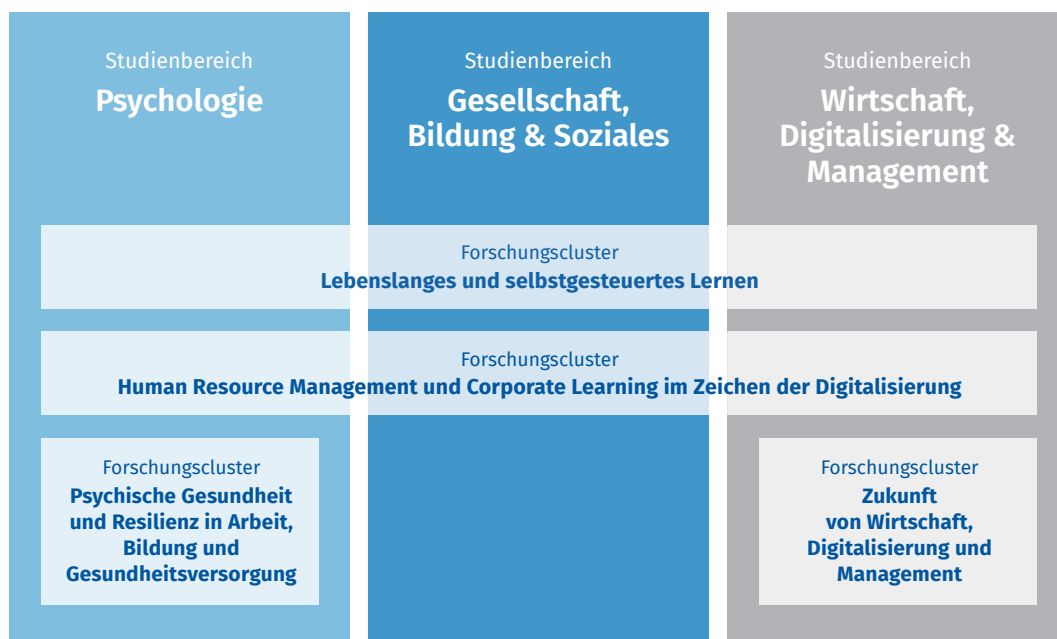 Studienbereich
Psychologie
Studienbereich
Gesellschaft,
Bildung & Soziales
Studienbereich
Wirtschaft,
Digitalisierung &
Management
Forschungscluster
Lebenslanges und selbstgesteuertes Lernen
Forschungscluster
Human Resource Management und Corporate Learning im Zeichen der Digitalisierung
Forschungscluster
Psychische Gesundheit
und Resilienz in Arbeit,
Bildung und
Gesundheitsversorgung
Forschungscluster
Zukunft
von Wirtschaft,
Digitalisierung und
Management